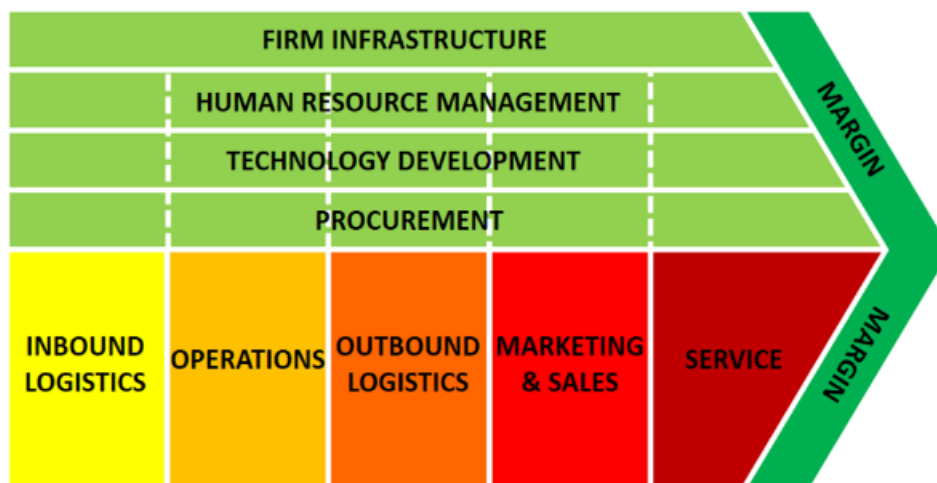 FIRM INFRASTRUCTURE
HUMAN RESOURCE MANAGEMENT
TECHNOLOGY DEVELOPMENT
PROCUREMENT
INBOUND
LOGISTICS
OPERATIONS
OUTBOUND
LOGISTICS
MARKETING
& SALES
SERVICE
MARGIN
MARGIN